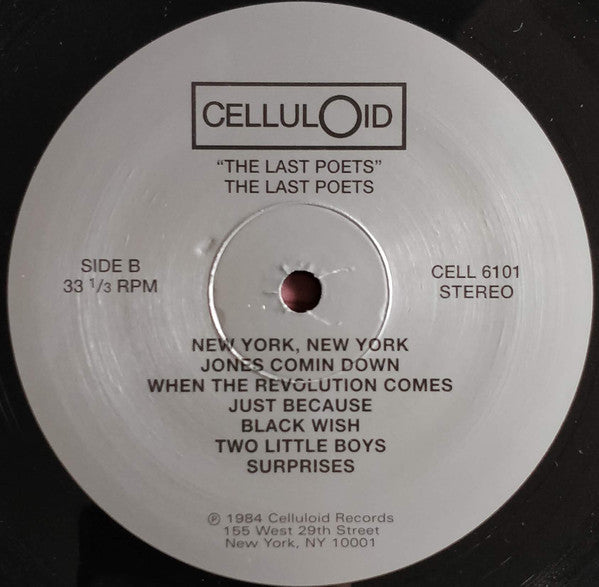 CELLULOID
“THE LAST POETS”
THE LAST POETS
SIDE B
33 1/3 RPM
CELL 6101
STEREO
NEW YORK, NEW YORK
JONES COMIN DOWN
WHEN THE REVOLUTION COMES
JUST BECAUSE
BLACK WISH
TWO LITTLE BOYS
SURPRISES
℗ 1984 Celluloid Records
155 West 29th Street
New York, NY 10001